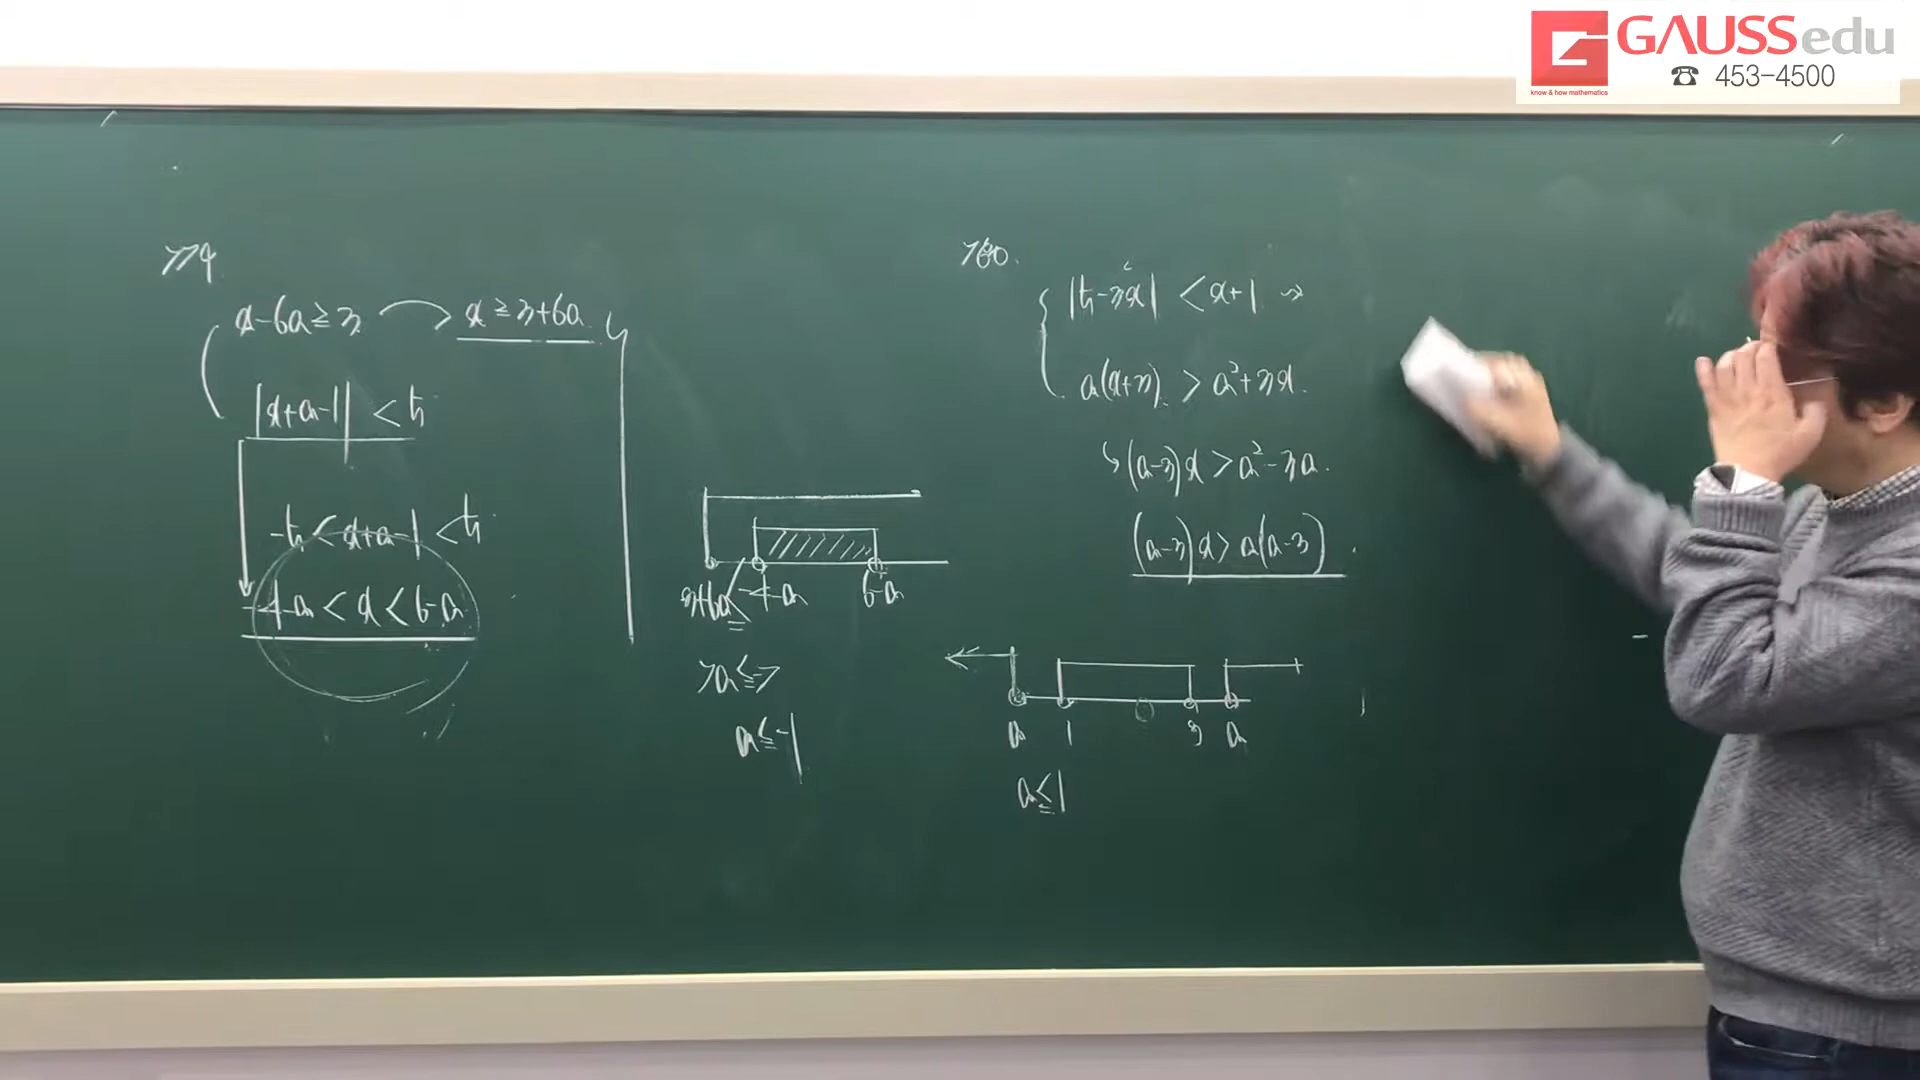 GAUSSedu
know & how mathematics
☎ 453-4500
779.
x-6a≥3 → x≥3+6a
|x+a-1| <5
-5<x+a-1<5
-4-a<x<6-a
3+6a≤-4-a 6-a
7a≤-7
a≤-1
780.
|5-3x| <x+1 →
a(x+3) > a²+3x.
↳ (a-3)x>a²-3a.
(a-3)x>a(a-3).
a 1 3 a
a≤1